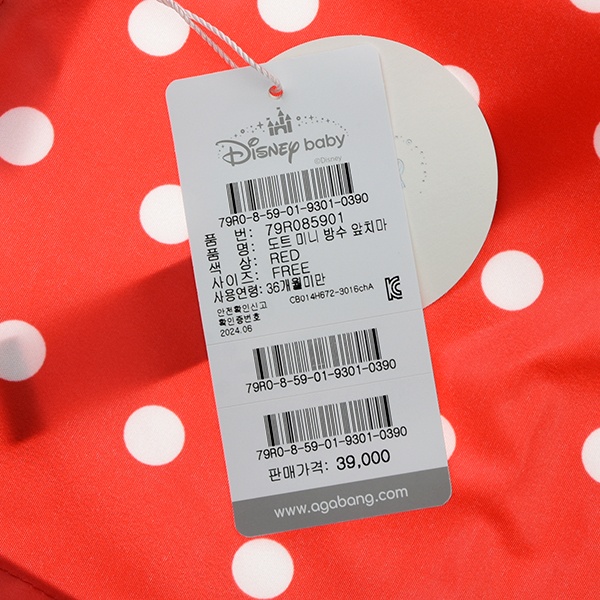 Disney baby
©Disney
79R0-8-59-01-9301-0390
품 번: 79R085901
품 명: 도트 미니 방수 앞치마
색 상: RED
사이즈: FREE
사용연령: 36개월미만
안전확인신고
확인증번호 CB014H672-3016chA
2024.06
79R0-8-59-01-9301-0390
79R0-8-59-01-9301-0390
판매가격: 39,000
www.agabang.com